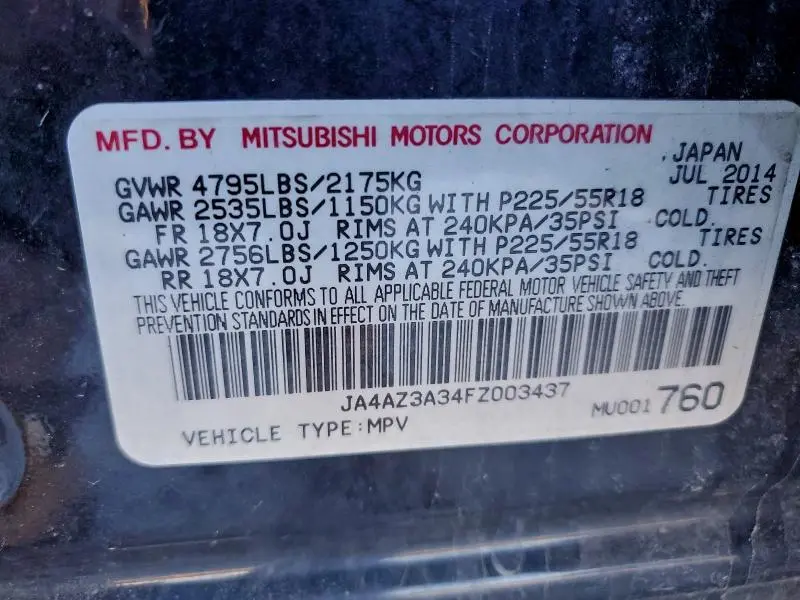 MFD. BY MITSUBISHI MOTORS CORPORATION
, JAPAN
GVWR 4795LBS/2175KG JUL 2014
GAWR 2535LBS/1150KG WITH P225/55R18 TIRES
FR 18X7.0J RIMS AT 240KPA/35PSI COLD.
GAWR 2756LBS/1250KG WITH P225/55R18 TIRES
RR 18X7.0J RIMS AT 240KPA/35PSI COLD.
THIS VEHICLE CONFORMS TO ALL APPLICABLE FEDERAL MOTOR VEHICLE SAFETY AND THEFT
PREVENTION STANDARDS IN EFFECT ON THE DATE OF MANUFACTURE SHOWN ABOVE.
JA4AZ3A34FZ003437
VEHICLE TYPE:MPV MU001760